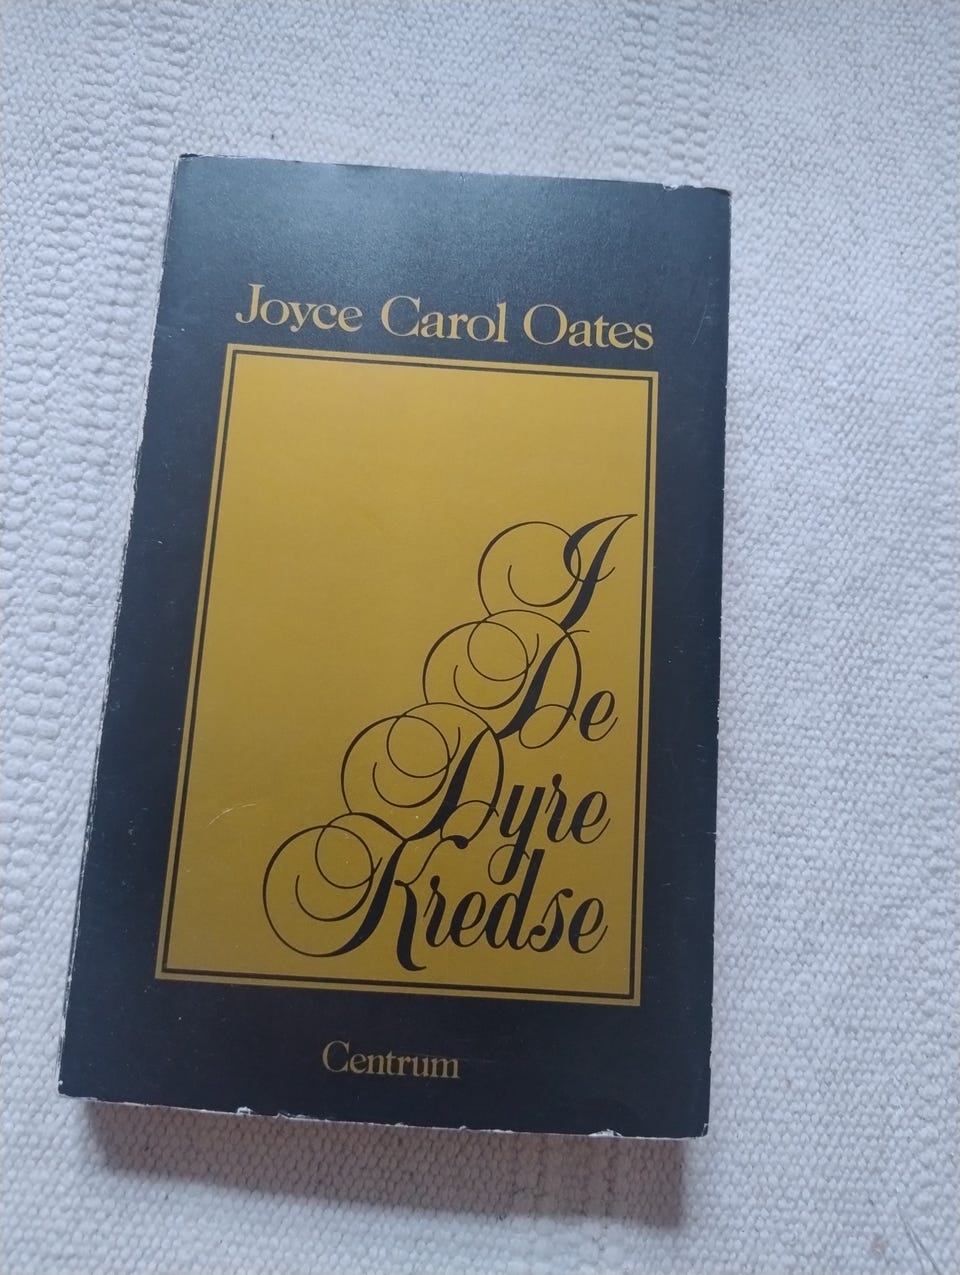 Joyce Carol Oates
I
De
Dyre
Kredse
Centrum